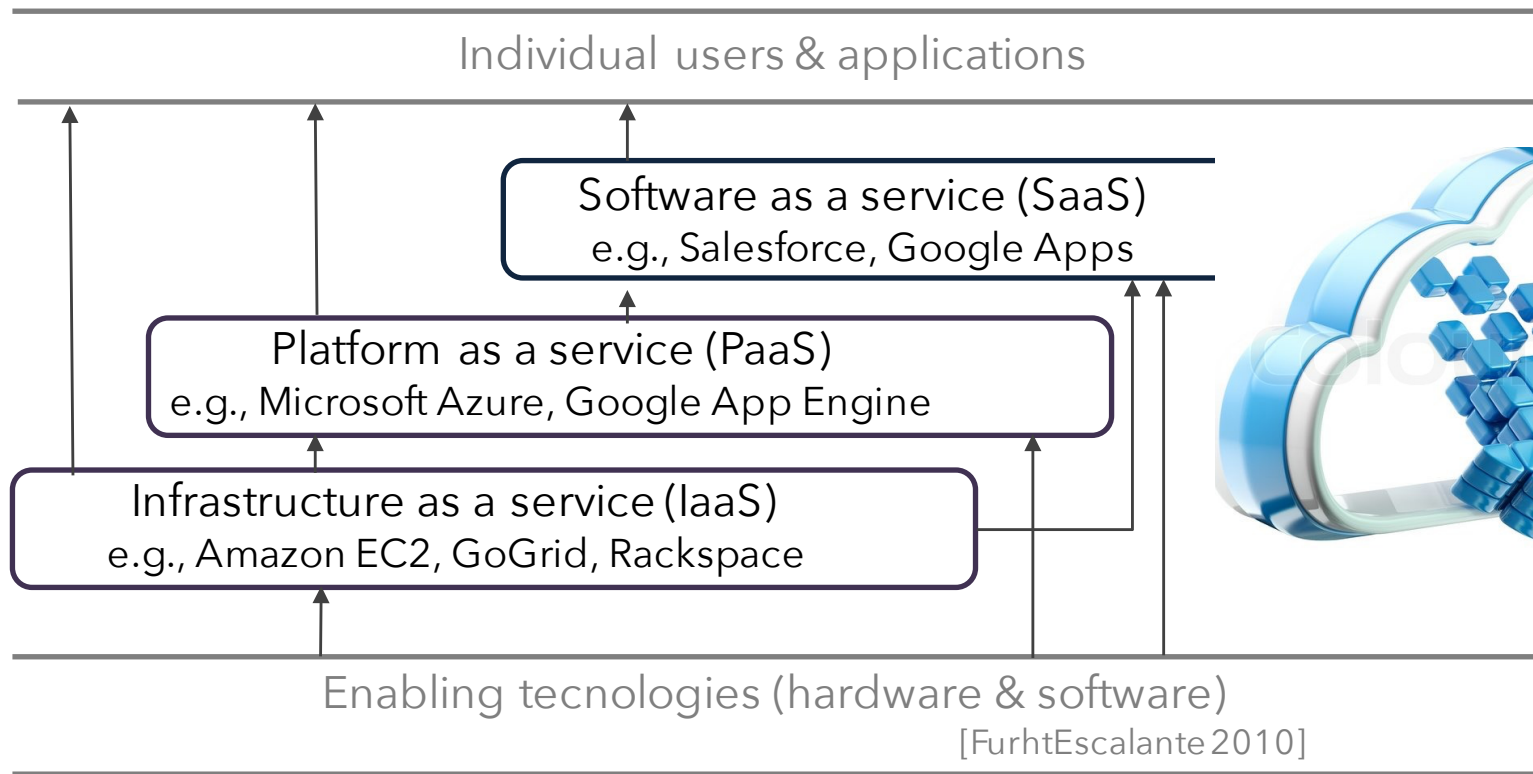 Individual users & applications
Software as a service (SaaS)
e.g., Salesforce, Google Apps
Platform as a service (PaaS)
e.g., Microsoft Azure, Google App Engine
Infrastructure as a service (IaaS)
e.g., Amazon EC2, GoGrid, Rackspace
Enabling tecnologies (hardware & software)
[FurhtEscalante 2010]